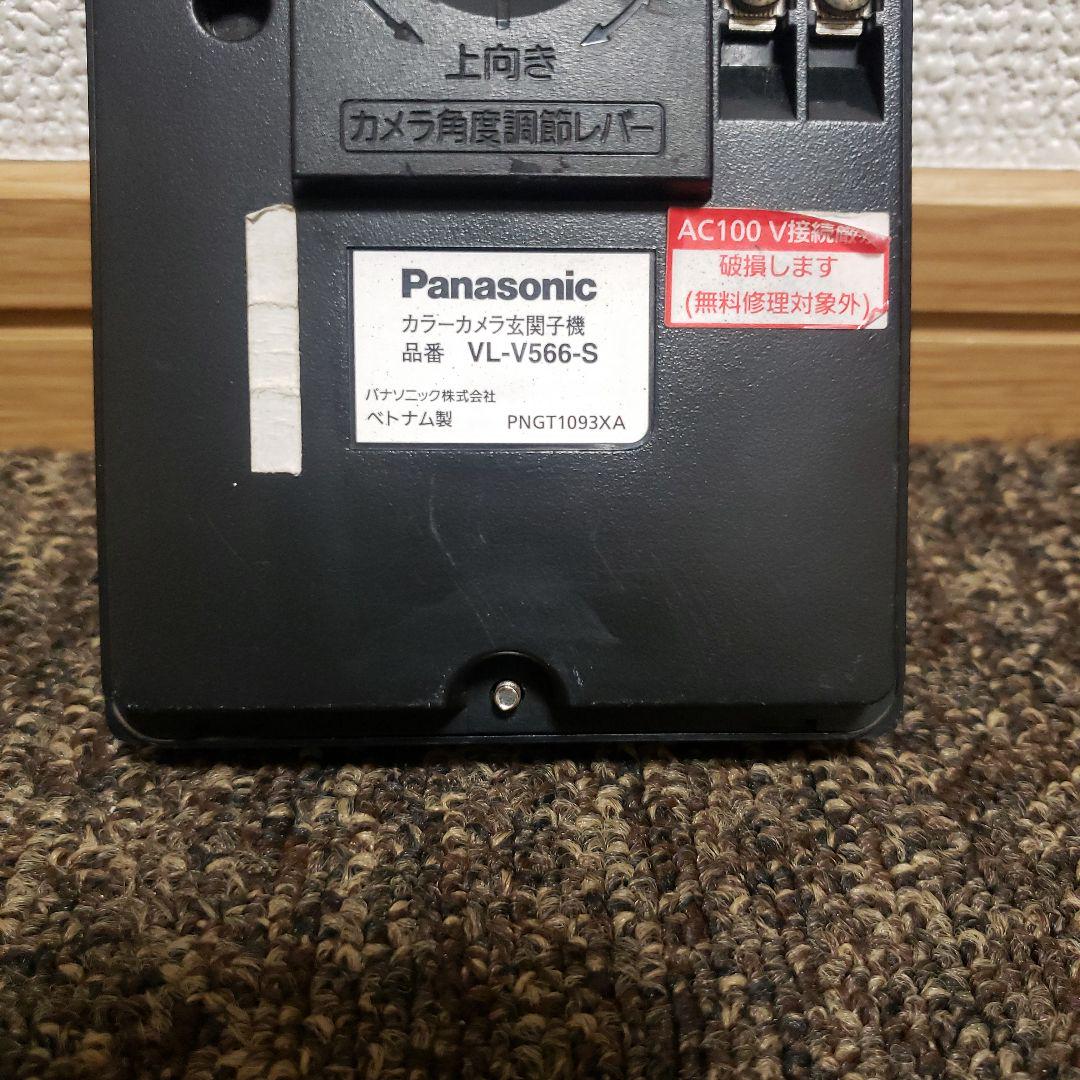 上向き
カメラ角度調節レバー
AC100 V接続厳
破損します
(無料修理対象外)
Panasonic
カラーカメラ玄関子機
品番 VL-V566-S
パナソニック株式会社
ベトナム製 PNGT1093XA